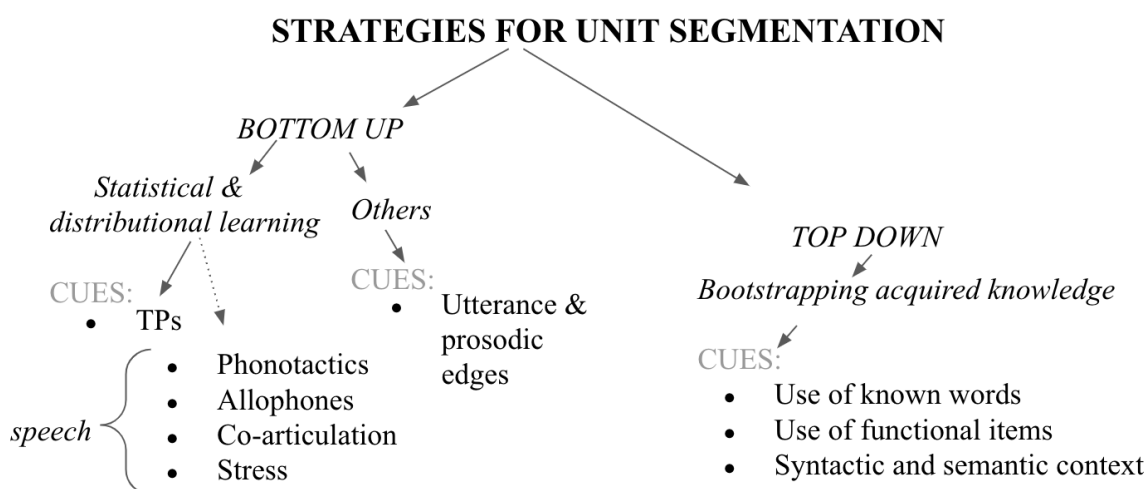 STRATEGIES FOR UNIT SEGMENTATION
BOTTOM UP
Statistical &
distributional learning
CUES:
• TPs
speech
• Phonotactics
• Allophones
• Co-articulation
• Stress
Others
CUES:
• Utterance &
prosodic
edges
TOP DOWN
Bootstrapping acquired knowledge
CUES:
• Use of known words
• Use of functional items
• Syntactic and semantic context